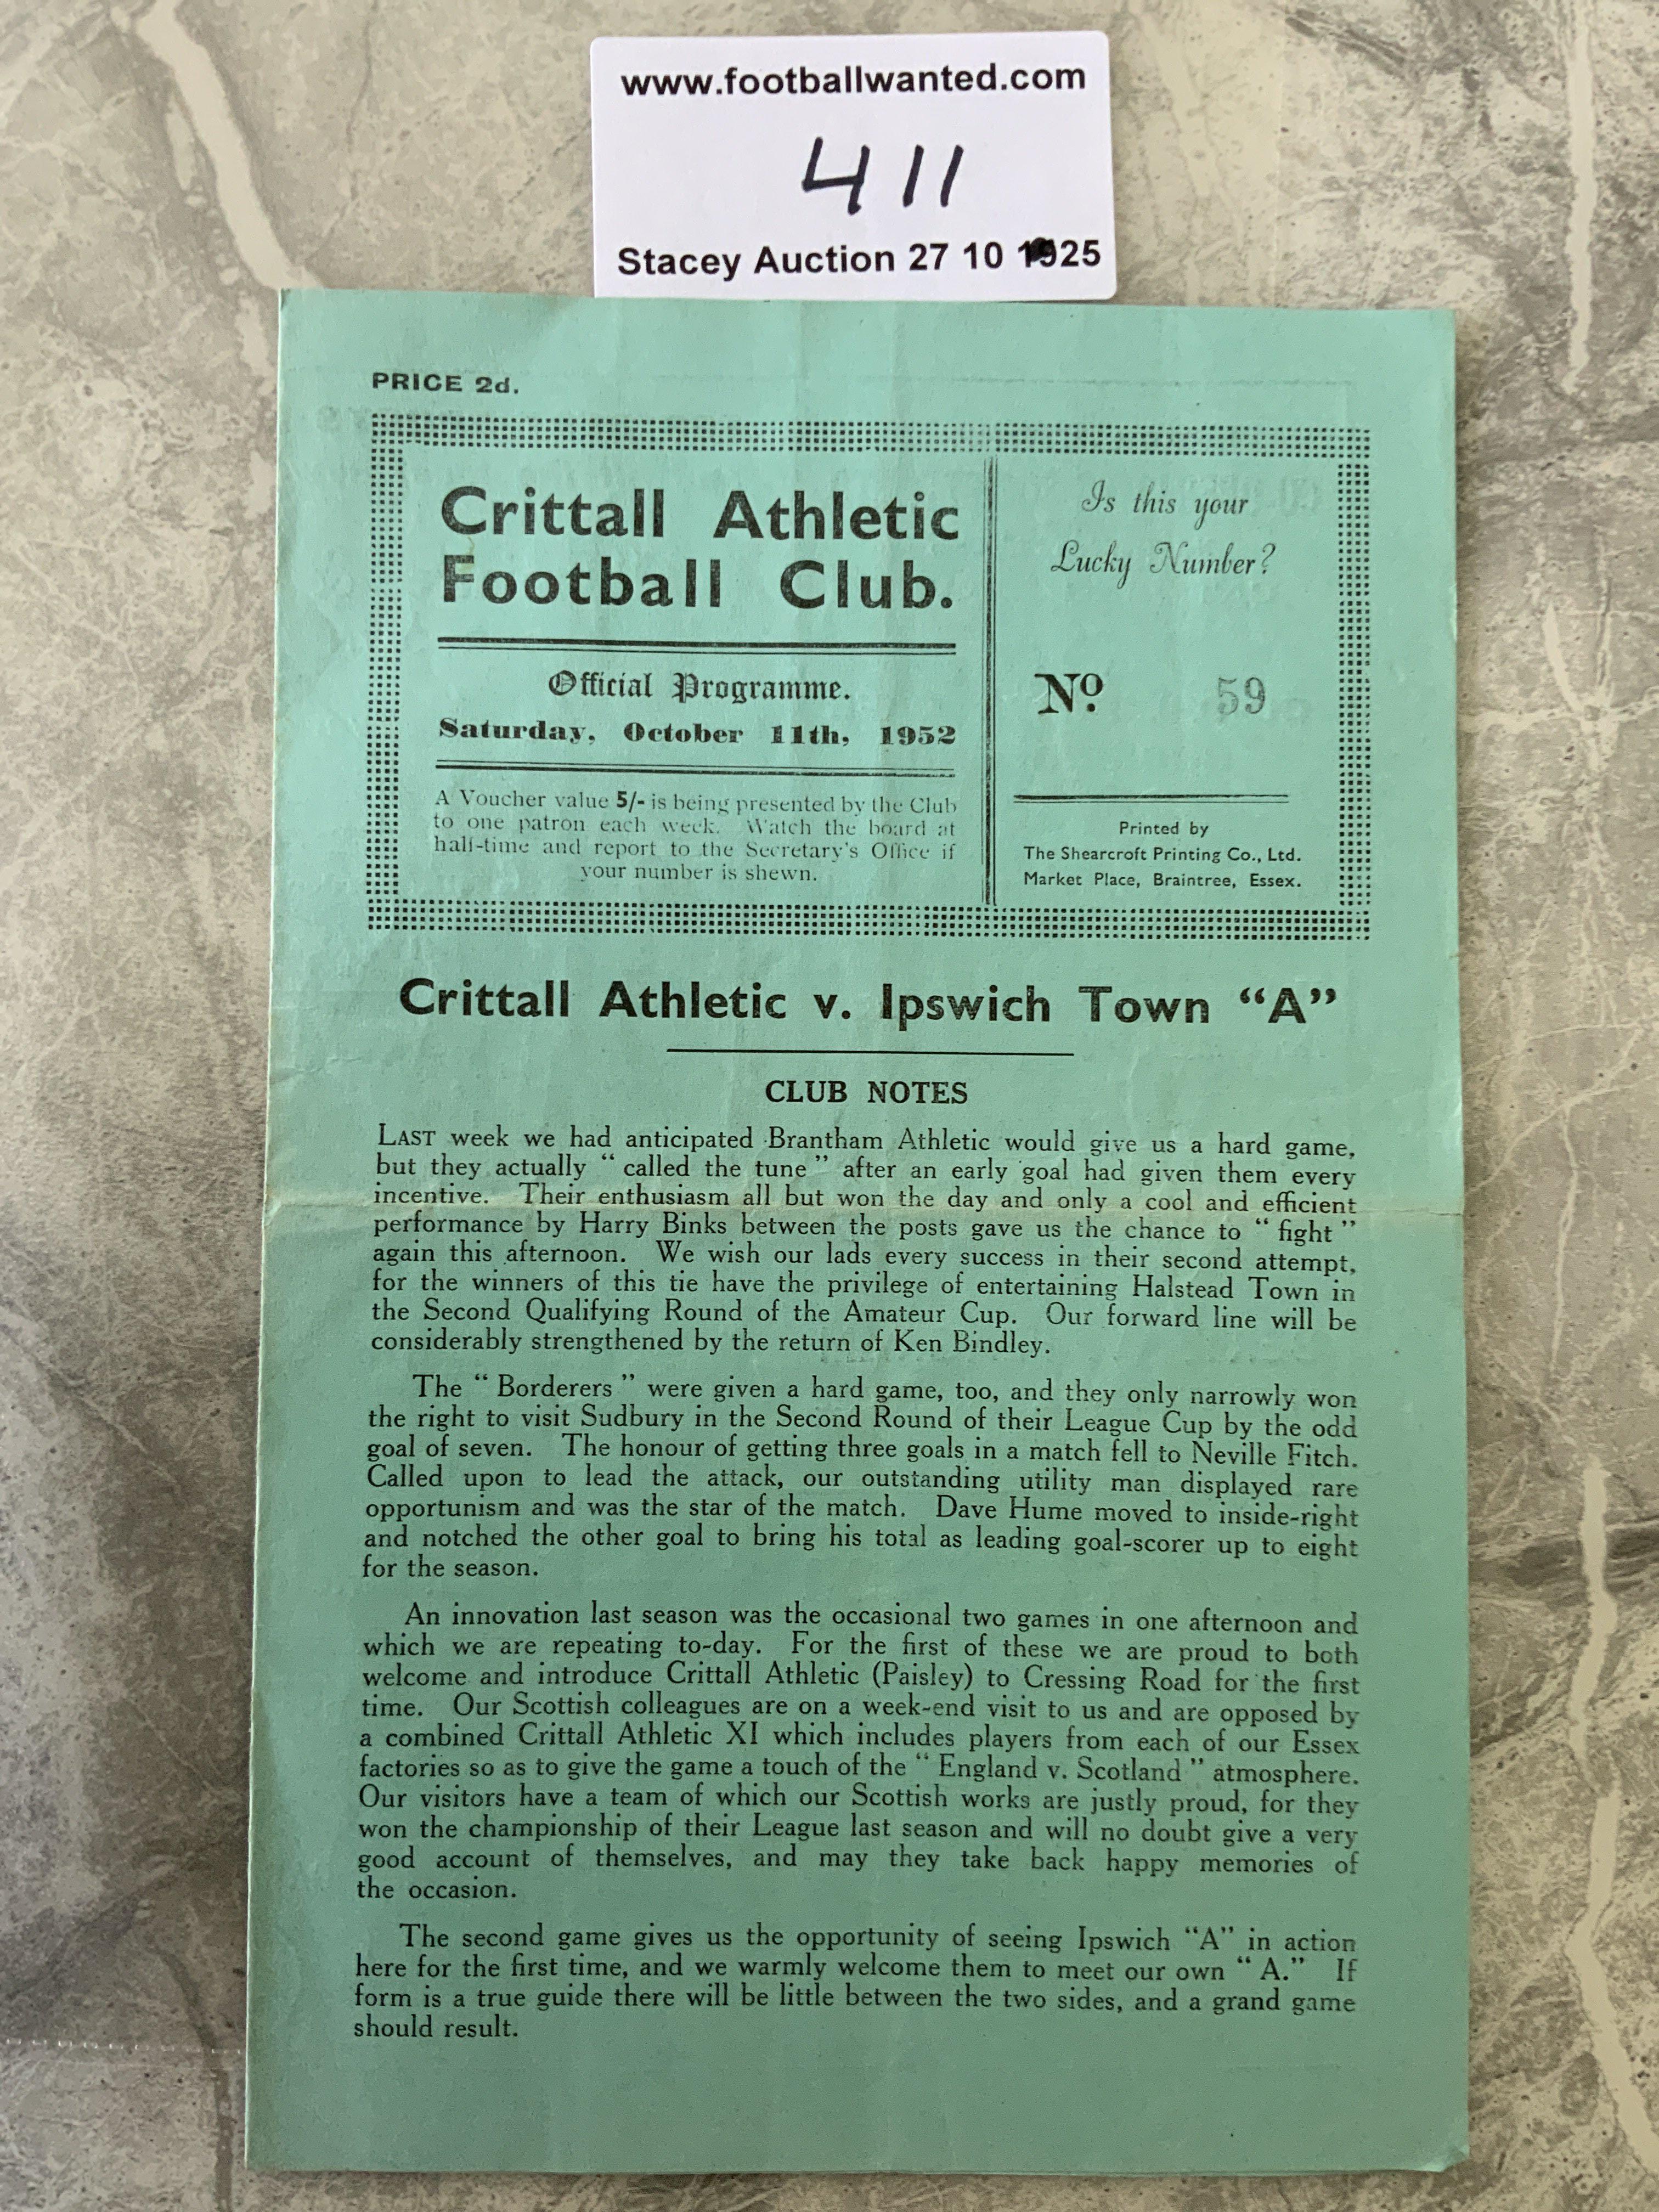 www.footballwanted.com
411
Stacey Auction 27 10 1925
PRICE 2d.
Crittall Athletic
Football Club.
Official Programme.
Saturday, October 11th, 1952
A Voucher value 5/- is being presented by the Club
to one patron each week. Watch the board at
half-time and report to the Secretary's Office if
your number is shewn.
Is this your
Lucky Number?
No. 59
Printed by
The Shearcroft Printing Co., Ltd.
Market Place, Braintree, Essex.
Crittall Athletic v. Ipswich Town “A”
CLUB NOTES
LAST week we had anticipated Brantham Athletic would give us a hard game,
but they actually “ called the tune ” after an early goal had given them every
incentive. Their enthusiasm all but won the day and only a cool and efficient
performance by Harry Binks between the posts gave us the chance to “ fight ”
again this afternoon. We wish our lads every success in their second attempt,
for the winners of this tie have the privilege of entertaining Halstead Town in
the Second Qualifying Round of the Amateur Cup. Our forward line will be
considerably strengthened by the return of Ken Bindley.
The “ Borderers ” were given a hard game, too, and they only narrowly won
the right to visit Sudbury in the Second Round of their League Cup by the odd
goal of seven. The honour of getting three goals in a match fell to Neville Fitch.
Called upon to lead the attack, our outstanding utility man displayed rare
opportunism and was the star of the match. Dave Hume moved to inside-right
and notched the other goal to bring his total as leading goal-scorer up to eight
for the season.
An innovation last season was the occasional two games in one afternoon and
which we are repeating to-day. For the first of these we are proud to both
welcome and introduce Crittall Athletic (Paisley) to Cressing Road for the first
time. Our Scottish colleagues are on a week-end visit to us and are opposed by
a combined Crittall Athletic XI which includes players from each of our Essex
factories so as to give the game a touch of the “ England v. Scotland ” atmosphere.
Our visitors have a team of which our Scottish works are justly proud, for they
won the championship of their League last season and will no doubt give a very
good account of themselves, and may they take back happy memories of
the occasion.
The second game gives us the opportunity of seeing Ipswich “A” in action
here for the first time, and we warmly welcome them to meet our own “ A.” If
form is a true guide there will be little between the two sides, and a grand game
should result.